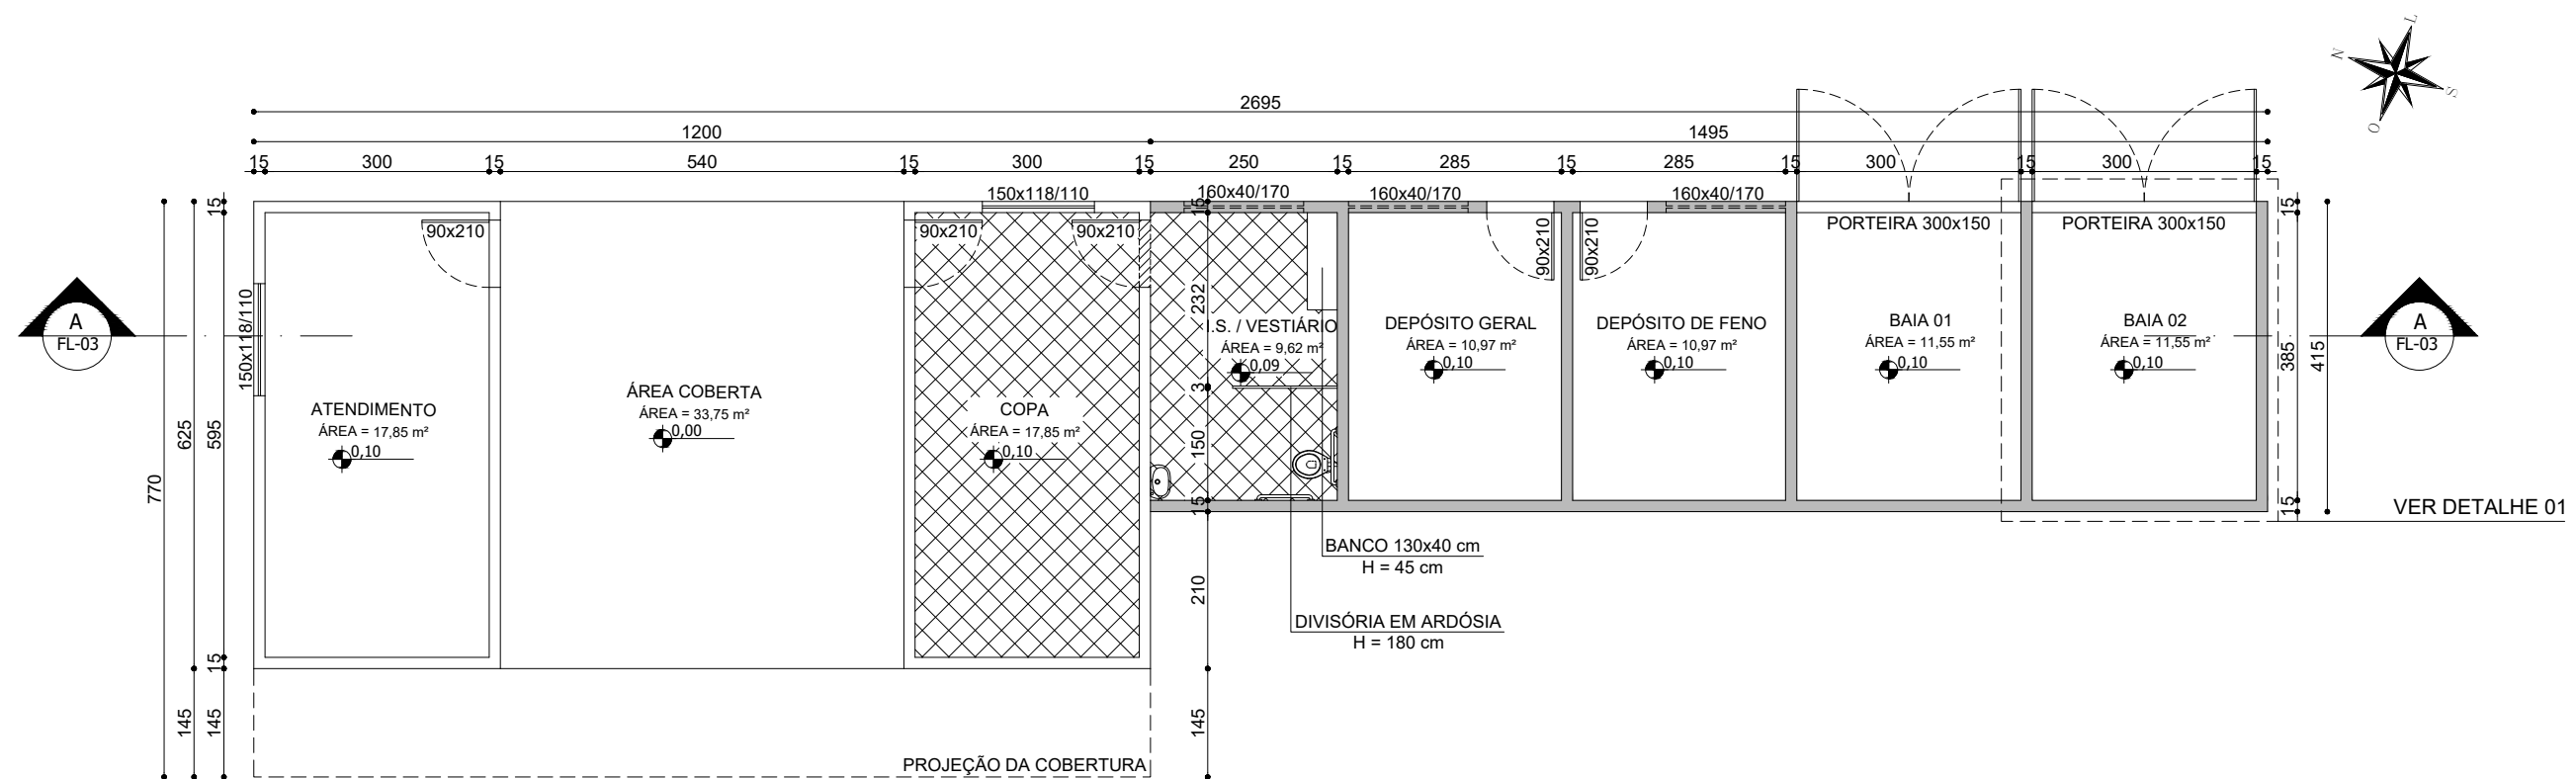 L
N
S
O
2695
1200
1495
15
300
15
540
15
300
15
250
15
285
15
285
15
300
15
300
15
150x118/110
160x40/170
160x40/170
160x40/170
15
15
15
90x210
90x210
90x210
90x210
90x210
PORTEIRA 300x150
PORTEIRA 300x150
A
FL-03
150x118/110
ATENDIMENTO
ÁREA = 17,85 m²
0,10
ÁREA COBERTA
ÁREA = 33,75 m²
0,00
COPA
ÁREA = 17,85 m²
0,10
232
I.S. / VESTIÁRIO
ÁREA = 9,62 m²
0,09
3
150
15
DEPÓSITO GERAL
ÁREA = 10,97 m²
0,10
DEPÓSITO DE FENO
ÁREA = 10,97 m²
0,10
BAIA 01
ÁREA = 11,55 m²
0,10
BAIA 02
ÁREA = 11,55 m²
0,10
385
415
15
A
FL-03
VER DETALHE 01
770
625
595
15
145
145
BANCO 130x40 cm
H = 45 cm
210
DIVISÓRIA EM ARDÓSIA
H = 180 cm
145
PROJEÇÃO DA COBERTURA